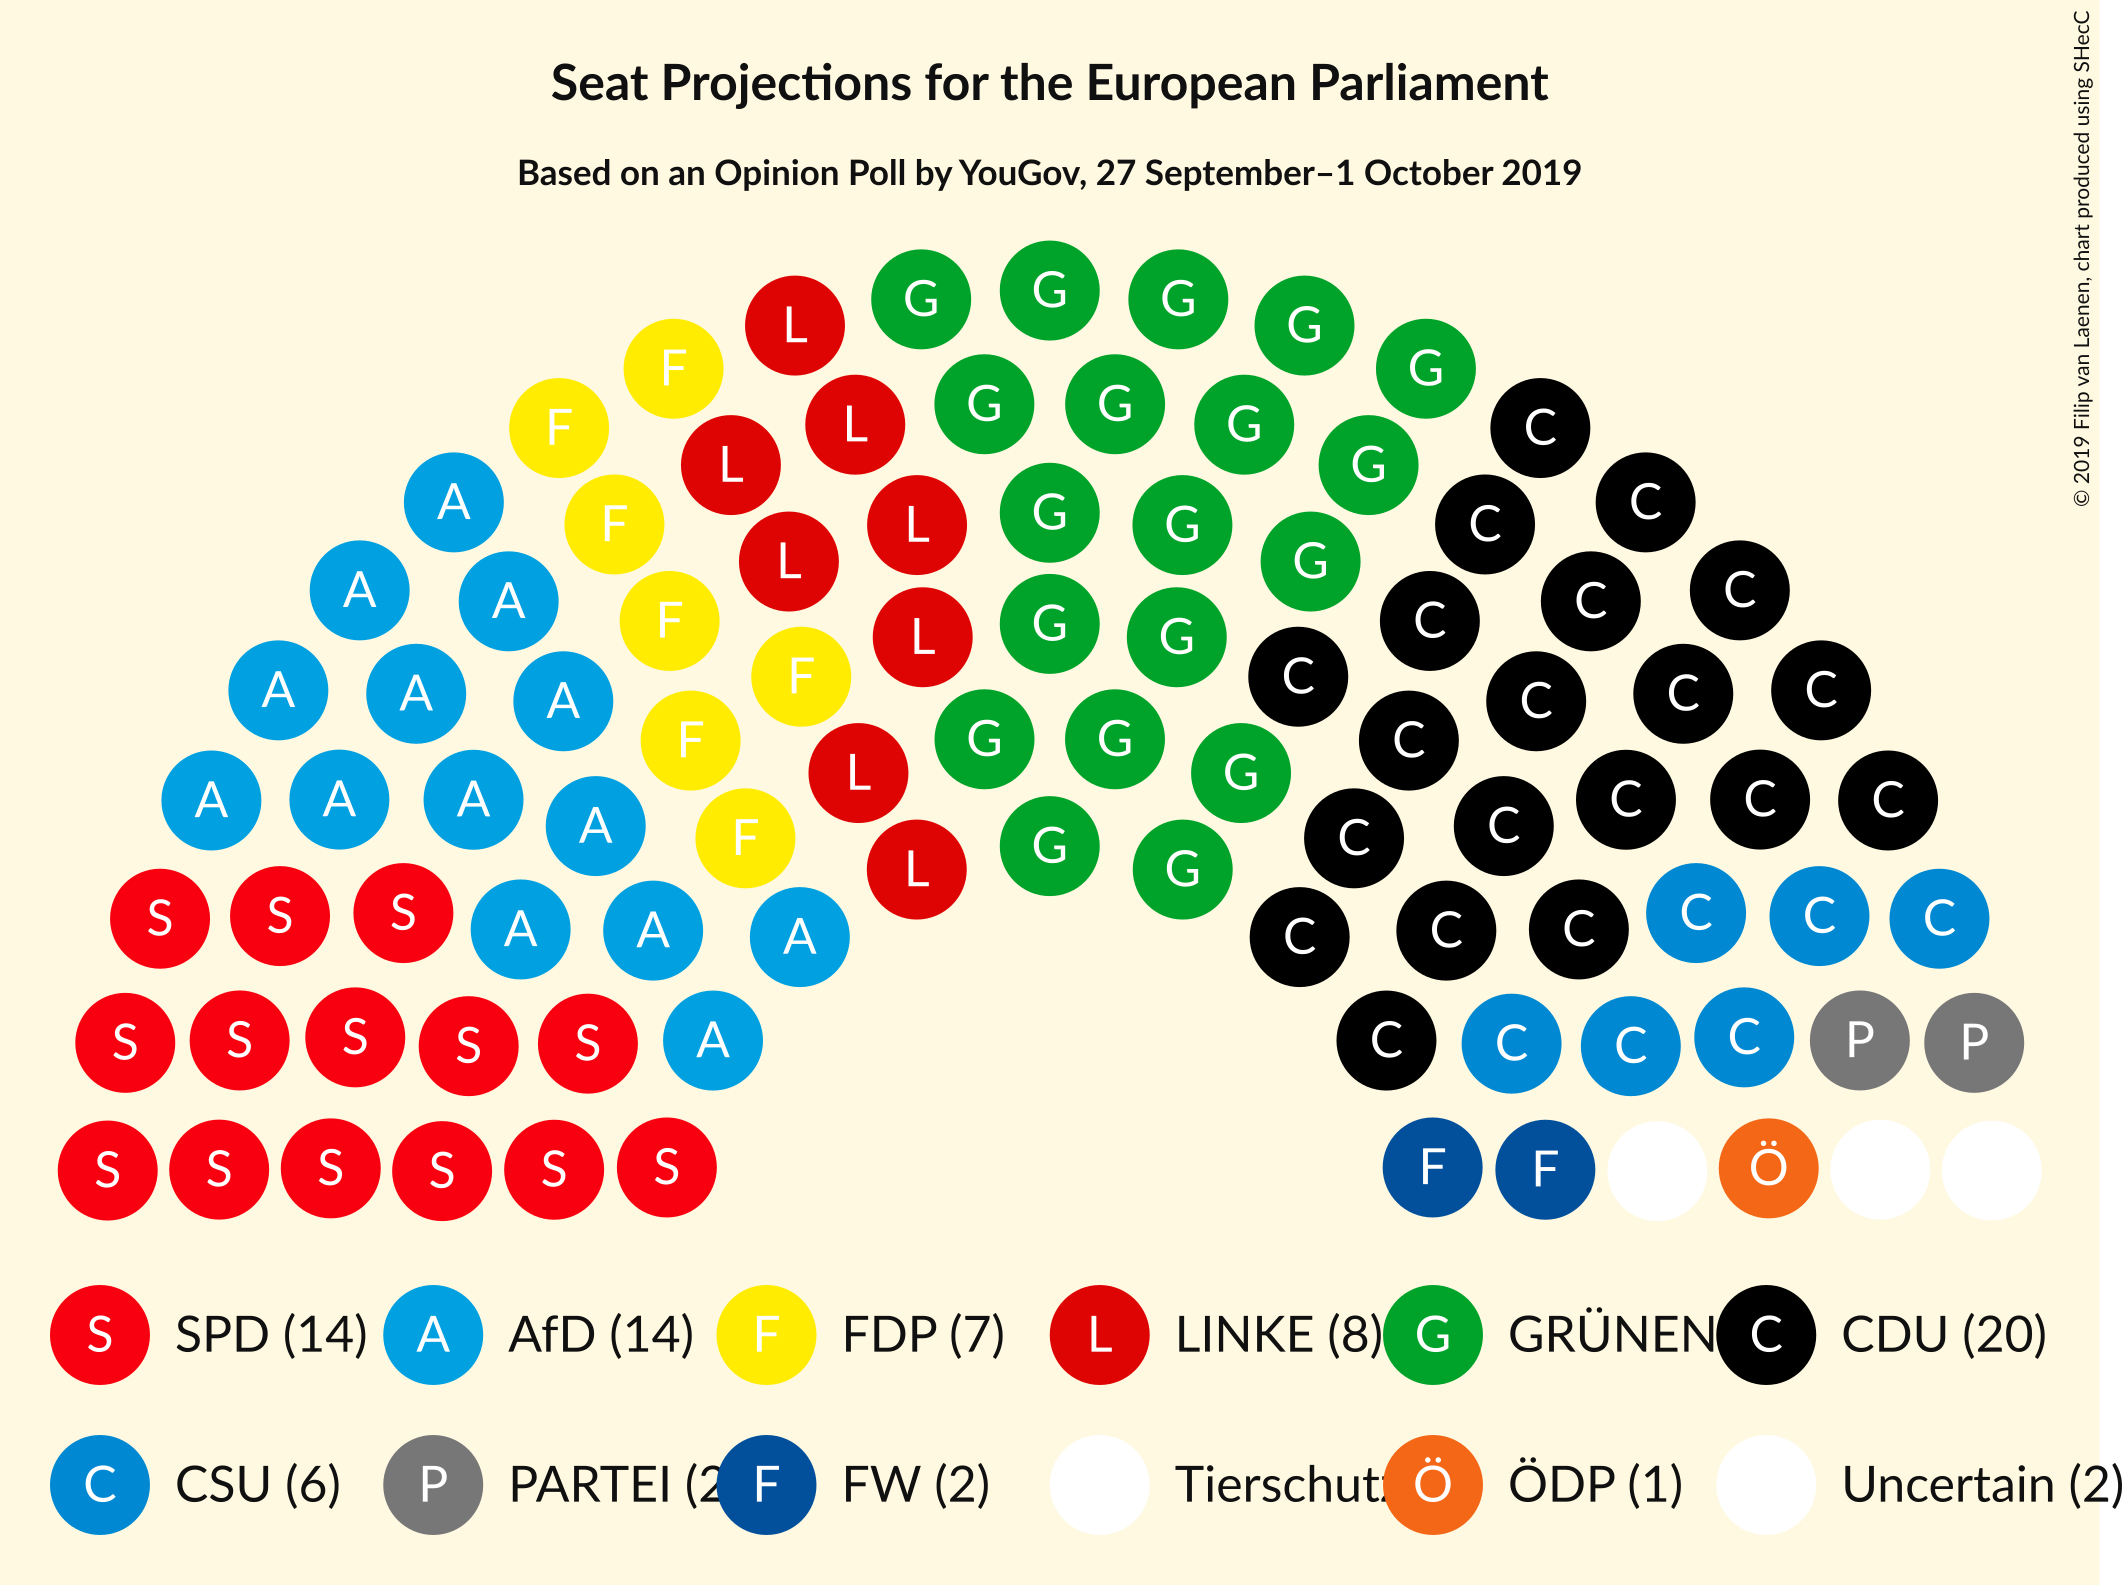 Seat Projections for the European Parliament
Based on an Opinion Poll by YouGov, 27 September–1 October 2019
© 2019 Filip van Laenen, chart produced using SHecC
G
L G G
G
F G
G G
F L G C
L G
A G C
F L G C
L G
A A L G C C
F F G
A A A L G C C C
F C C
A A A F G G C C C
F L G C
A A A A F G C C C C
L G
S S S A A A C C C C C C
S S S S S A C C C C P P
S S S S S S F F Ö
S SPD (14) A AfD (14) F FDP (7) L LINKE (8) G GRÜNEN C CDU (20)
C CSU (6) P PARTEI (2 F FW (2) Tierschutz Ö ÖDP (1) Uncertain (2)